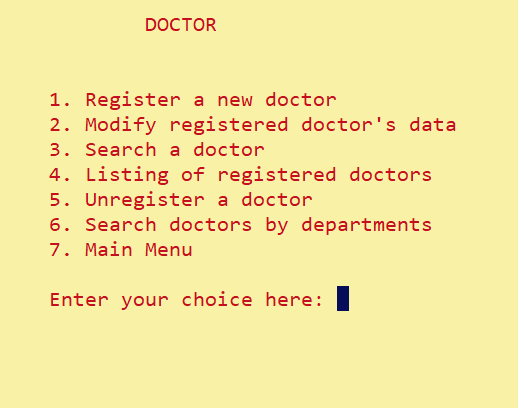 DOCTOR
1. Register a new doctor
2. Modify registered doctor's data
3. Search a doctor
4. Listing of registered doctors
5. Unregister a doctor
6. Search doctors by departments
7. Main Menu
Enter your choice here: